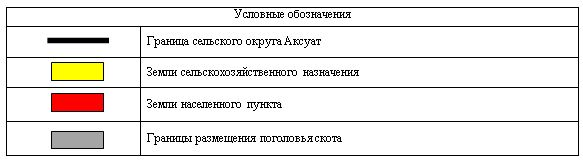 Условные обозначения
Граница сельского округа Аксуат
Земли сельскохозяйственного назначения
Земли населенного пункта
Границы размещения поголовья скота